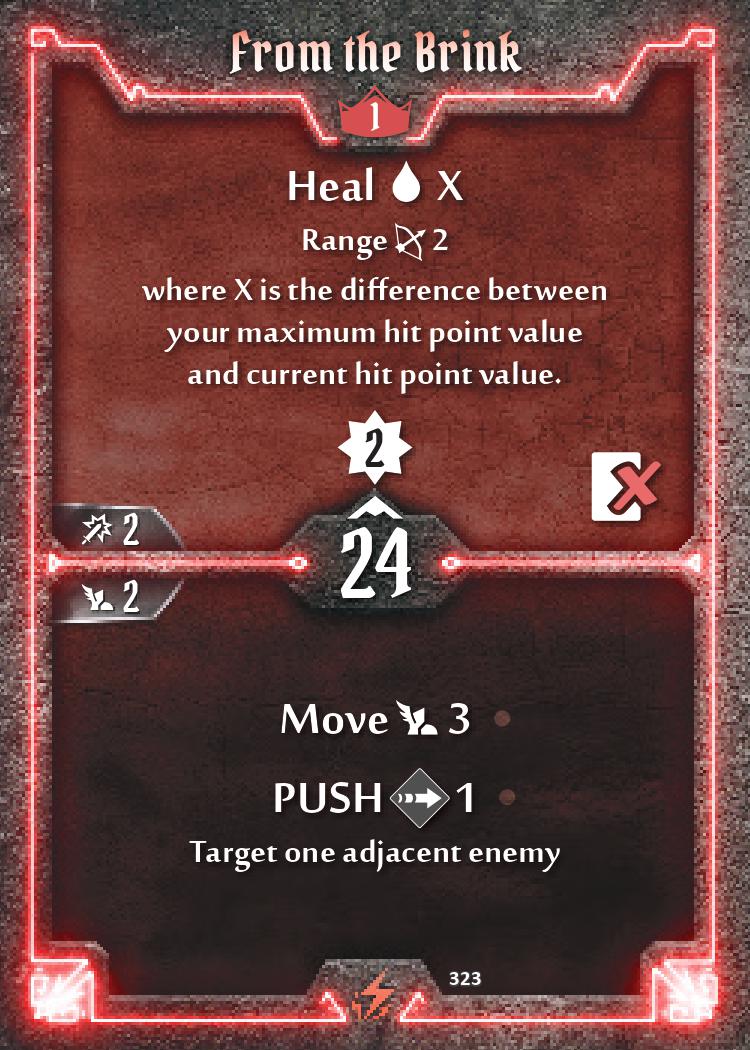 From the Brink
1
Heal X
Range 2
where X is the difference between
your maximum hit point value
and current hit point value.
2
2
24
2
Move 3
PUSH 1
Target one adjacent enemy
323